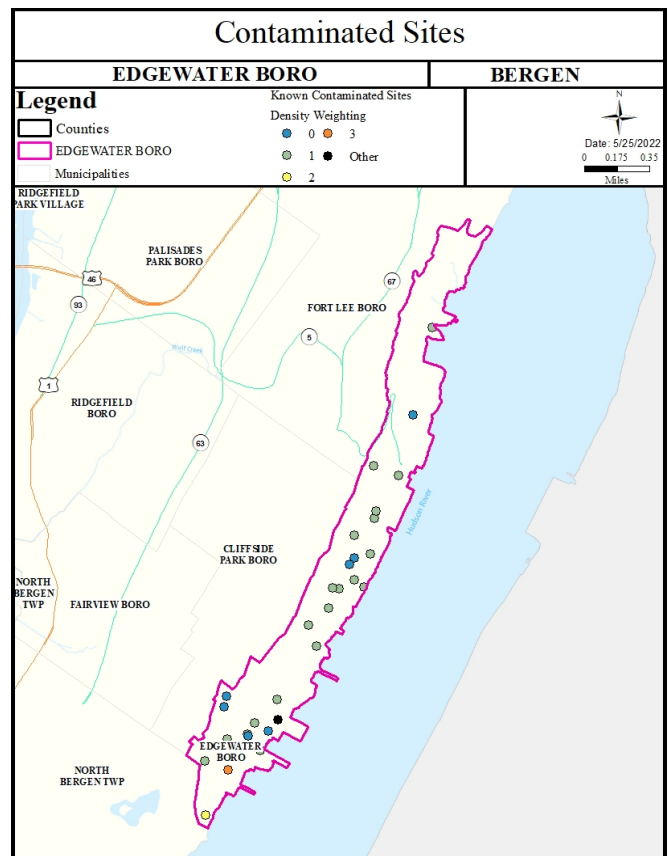 Contaminated Sites
EDGEWATER BORO
BERGEN
Legend
Counties
EDGEWATER BORO
Municipalities
Known Contaminated Sites
Density Weighting
0
3
1
Other
2
N
Date: 5/25/2022
0 0.175 0.35
Miles
RIDGEFIELD
PARK VILLAGE
PALISADES
PARK BORO
46
93
67
FORT LEE BORO
5
Wolf Creek
1
RIDGEFIELD
BORO
63
Hudson River
CLIFFSIDE
PARK BORO
NORTH
BERGEN
TWP
FAIRVIEW BORO
EDGEWATER
BORO
NORTH
BERGEN TWP